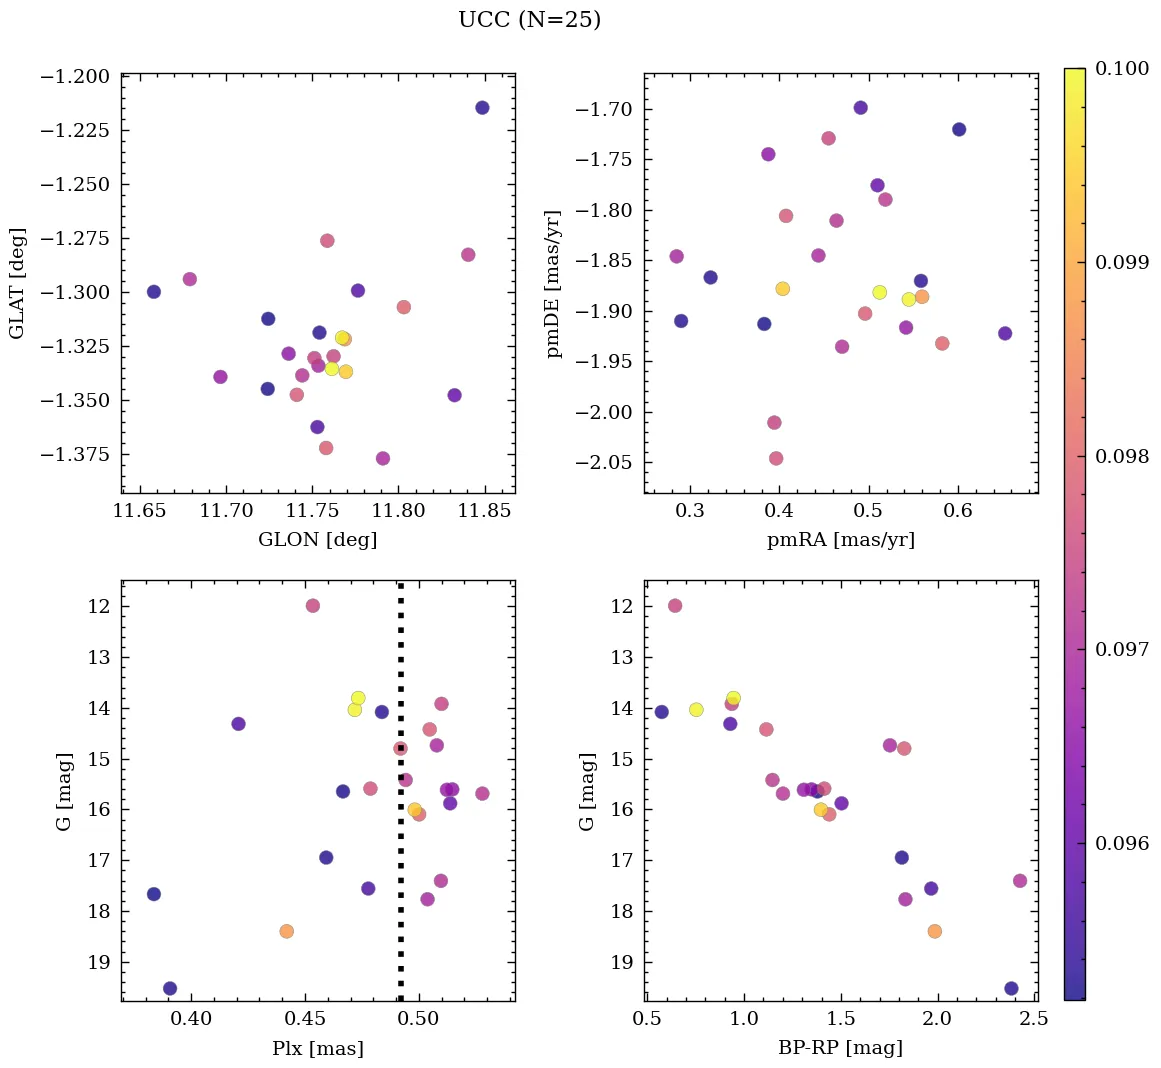 UCC (N=25)
−1.200
−1.225
−1.250
−1.275
−1.300
−1.325
−1.350
−1.375
GLAT [deg]
11.65 11.70 11.75 11.80 11.85
GLON [deg]
−1.70
−1.75
−1.80
−1.85
−1.90
−1.95
−2.00
−2.05
pmDE [mas/yr]
0.3 0.4 0.5 0.6
pmRA [mas/yr]
12
13
14
15
16
17
18
19
G [mag]
0.40 0.45 0.50
Plx [mas]
12
13
14
15
16
17
18
19
G [mag]
0.5 1.0 1.5 2.0 2.5
BP-RP [mag]
0.100
0.099
0.098
0.097
0.096